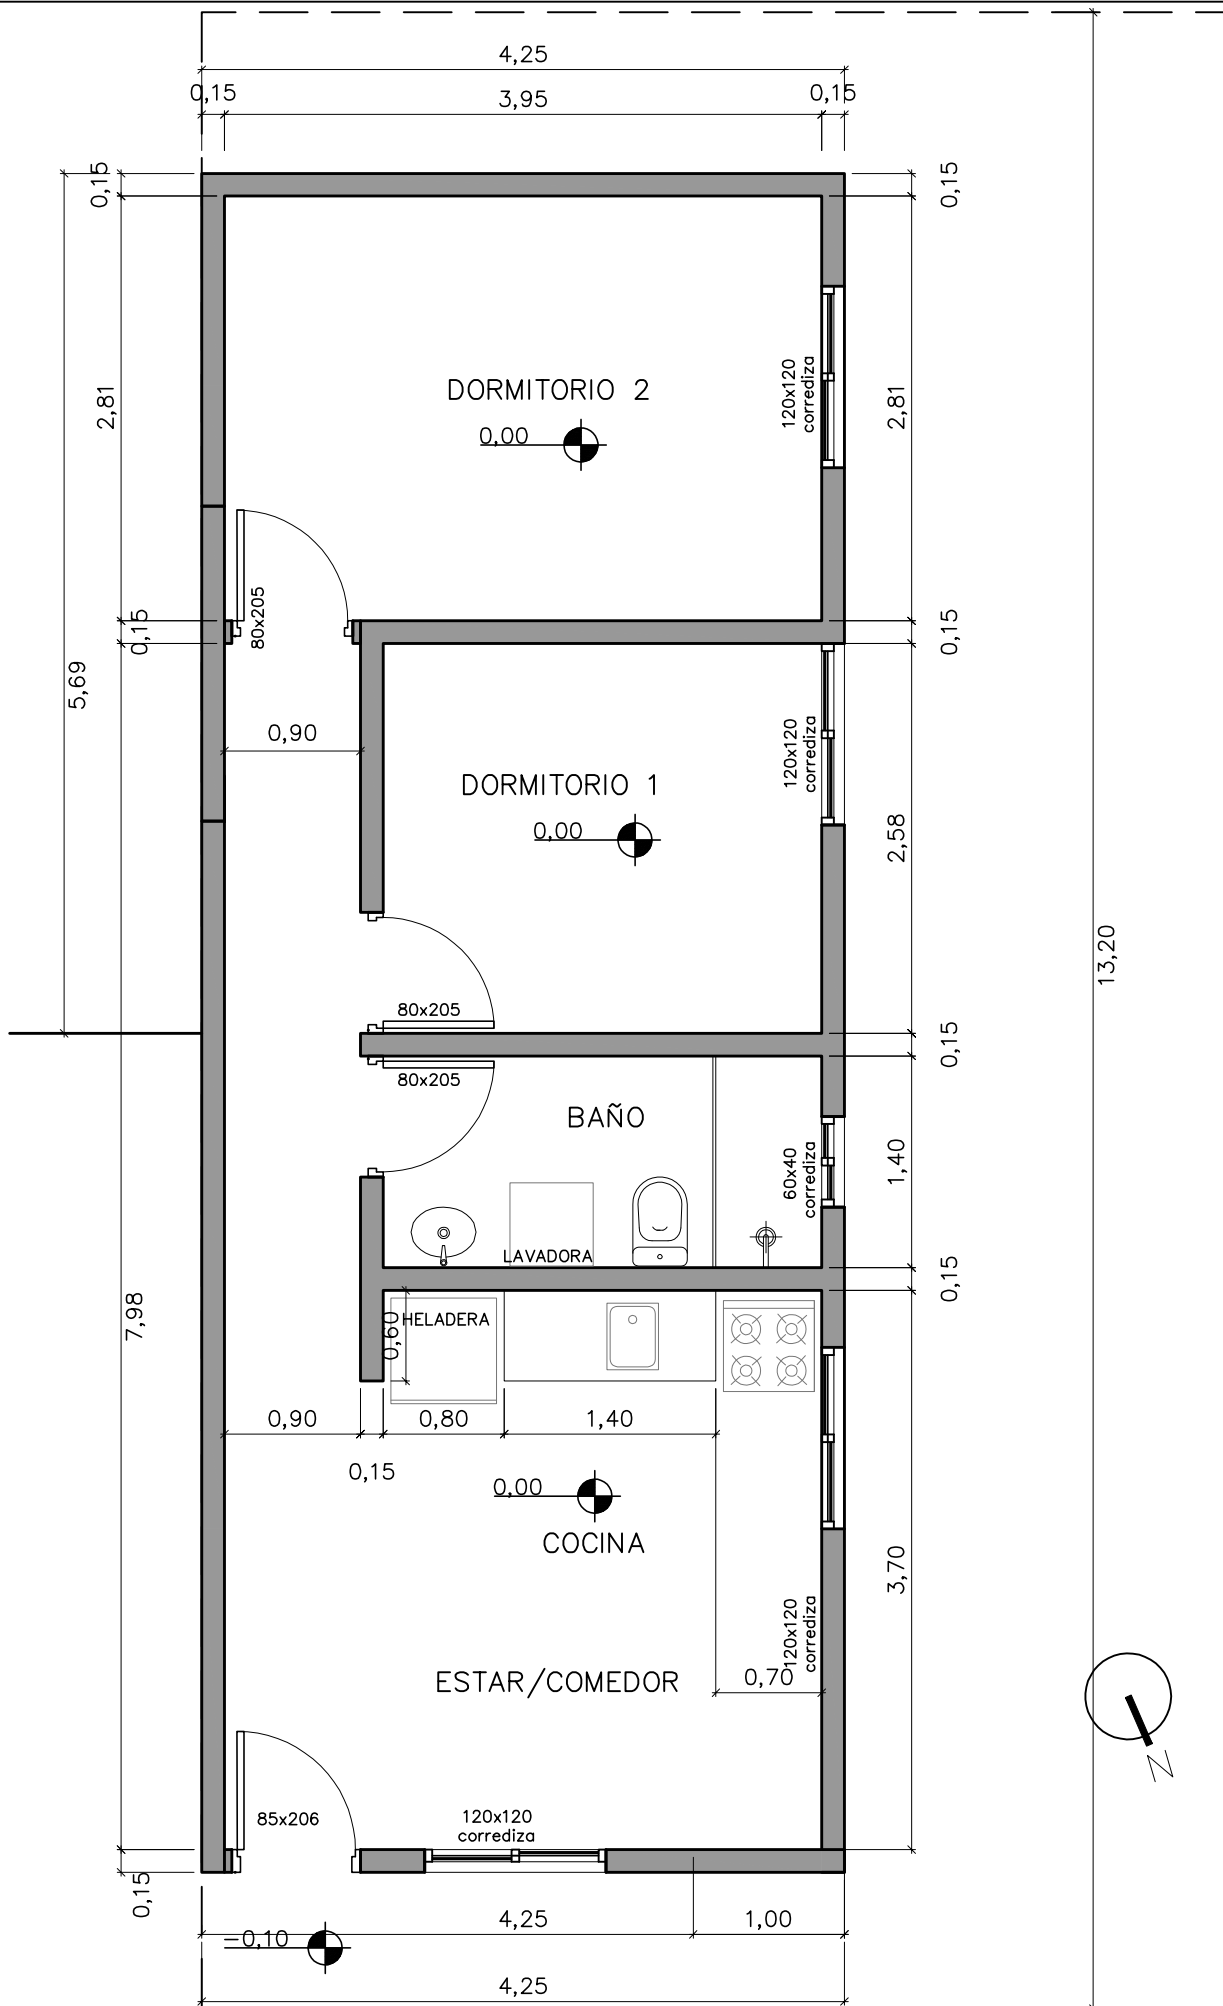 4,25
0,15 3,95 0,15
0,15 0,15
2,81
120x120
corrediza
2,81
DORMITORIO 2
0,00
80x205
0,15 0,15
5,69
0,90
120x120
corrediza
DORMITORIO 1
0,00
2,58
13,20
80x205
0,15
80x205
BAÑO
60x40
corrediza
1,40
LAVADORA
0,15
7,98
0,60
HELADERA
0,90 0,80 1,40
0,15
0,00
COCINA
3,70
120x120
corrediza
ESTAR/COMEDOR
0,70
N
85x206
120x120
corrediza
0,15
4,25 1,00
-0,10
4,25